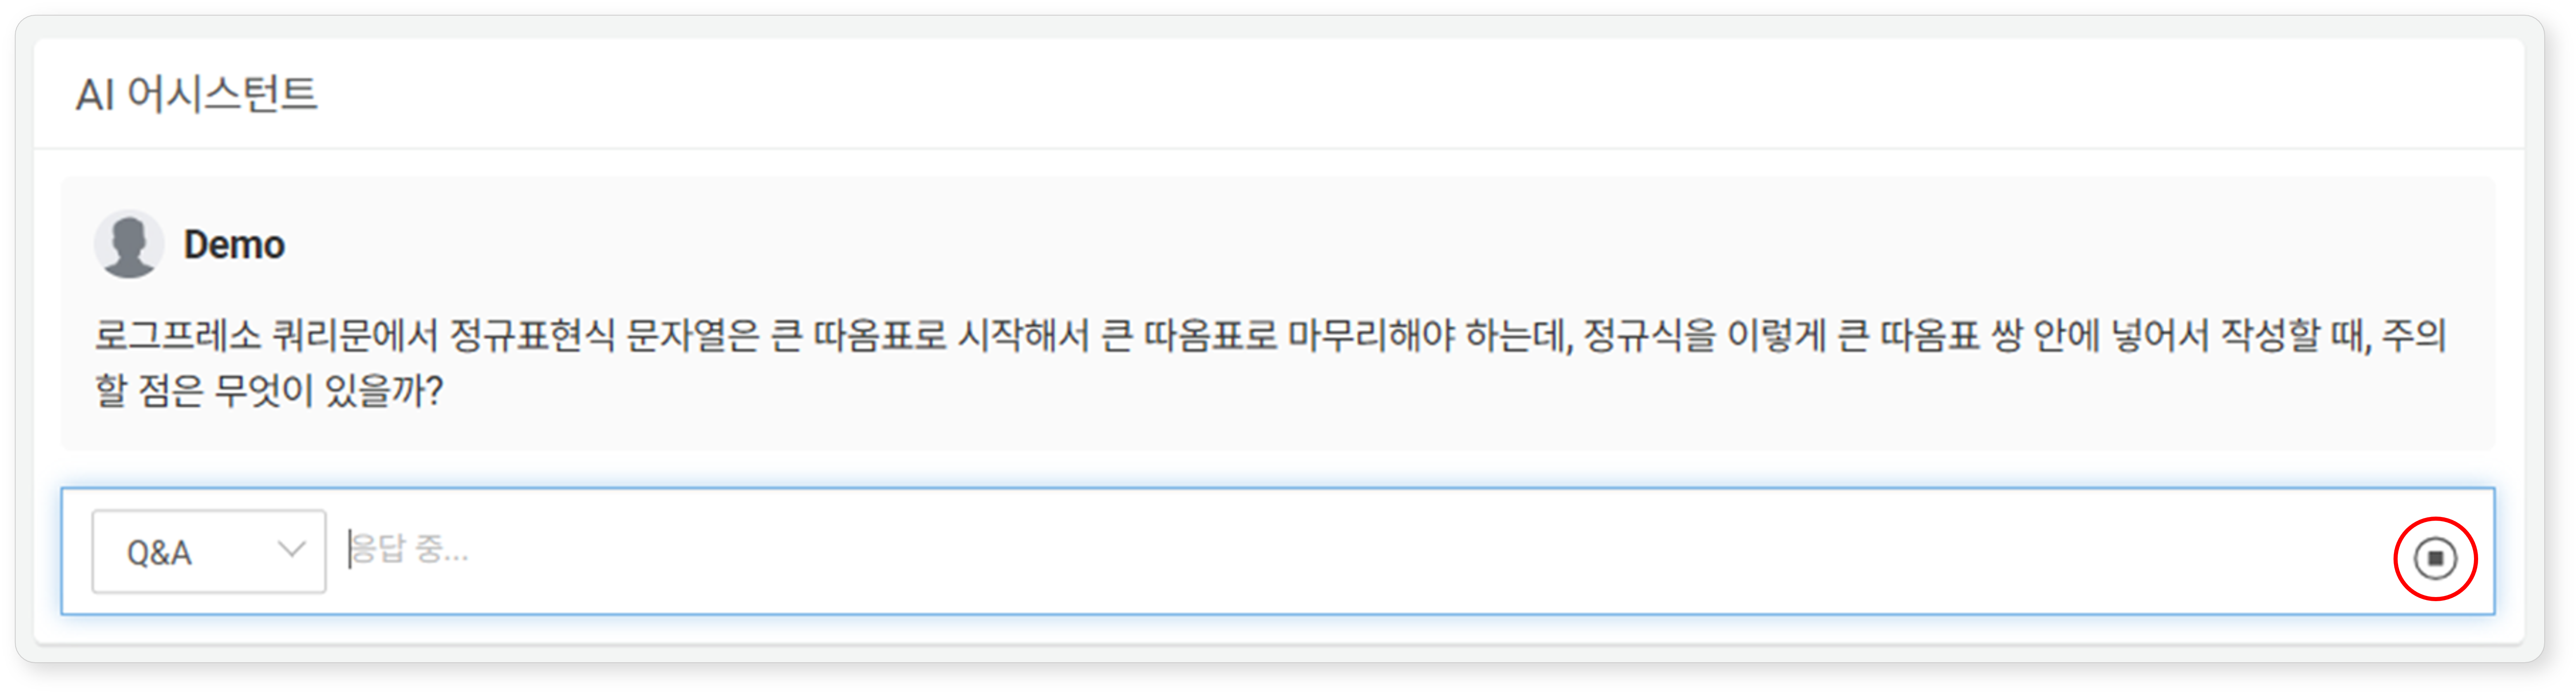 AI 어시스턴트
Demo
로그프레소 쿼리문에서 정규표현식 문자열은 큰 따옴표로 시작해서 큰 따옴표로 마무리해야 하는데, 정규식을 이렇게 큰 따옴표 쌍 안에 넣어서 작성할 때, 주의
할 점은 무엇이 있을까?
Q&A 응답 중...